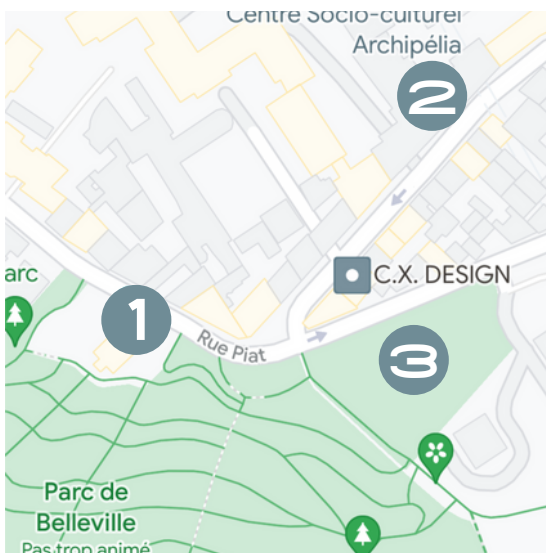 Centre Socio-culturel
Archipélia
2
C.X. DESIGN
arc
1
Rue Piat
3
Parc de
Belleville
Pas trop animé